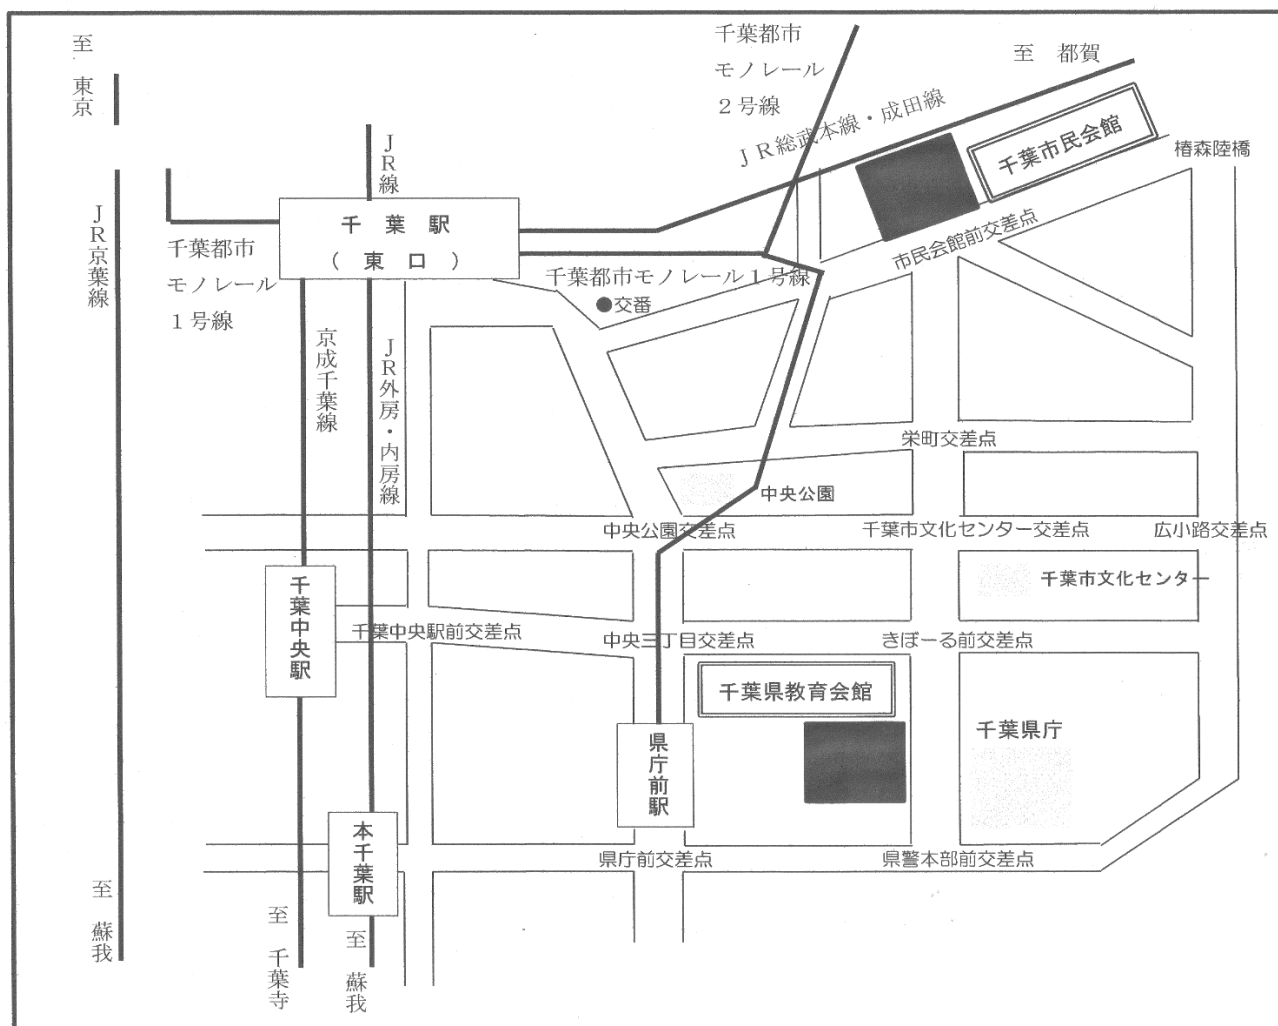 至 東京
千葉都市
モノレール
２号線
至 都賀
ＪＲ総武本線・成田線
千葉市民会館
椿森陸橋
ＪＲ線
ＪＲ京葉線
千葉駅
（東口）
千葉都市
モノレール
１号線
市民会館前交差点
千葉都市モノレール１号線
●交番
京成千葉線
ＪＲ外房・内房線
栄町交差点
中央公園
中央公園交差点
千葉市文化センター交差点
広小路交差点
千葉市文化センター
千葉中央駅
千葉中央駅前交差点
中央三丁目交差点
きぼーる前交差点
千葉県教育会館
千葉県庁
県庁前駅
本千葉駅
県庁前交差点
県警本部前交差点
至 蘇我
至 千葉寺
至 蘇我